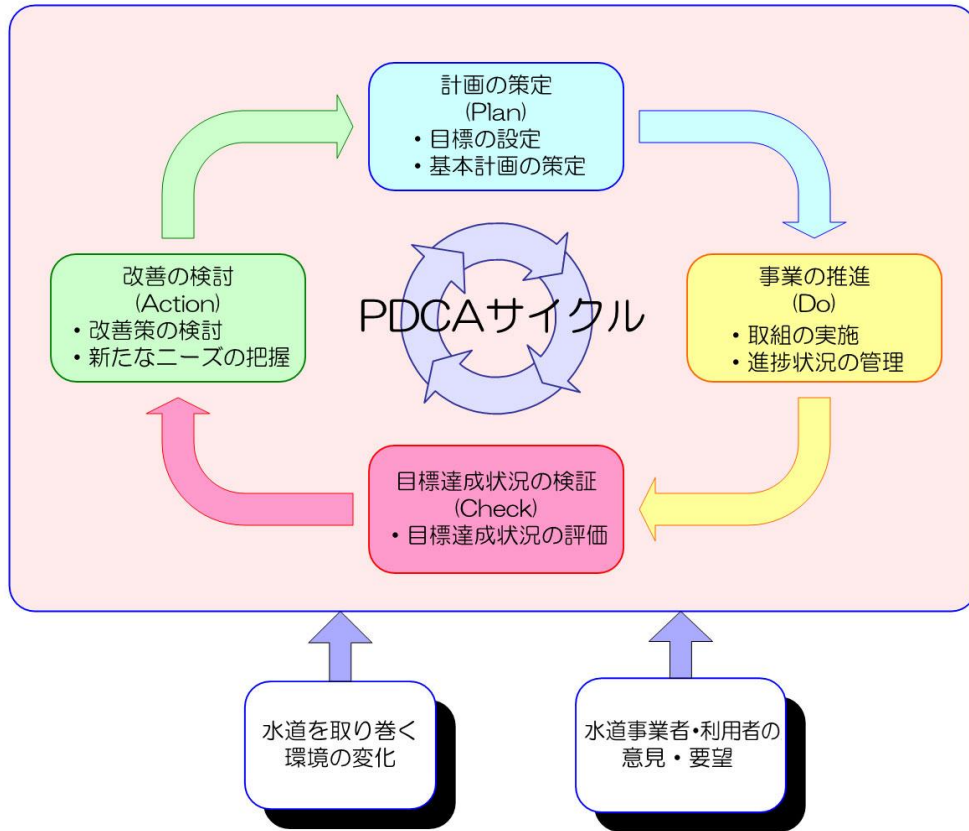 計画の策定
(Plan)
・目標の設定
・基本計画の策定
改善の検討
(Action)
・改善策の検討
・新たなニーズの把握
PDCAサイクル
事業の推進
(Do)
・取組の実施
・進捗状況の管理
目標達成状況の検証
(Check)
・目標達成状況の評価
水道を取り巻く
環境の変化
水道事業者・利用者の
意見・要望